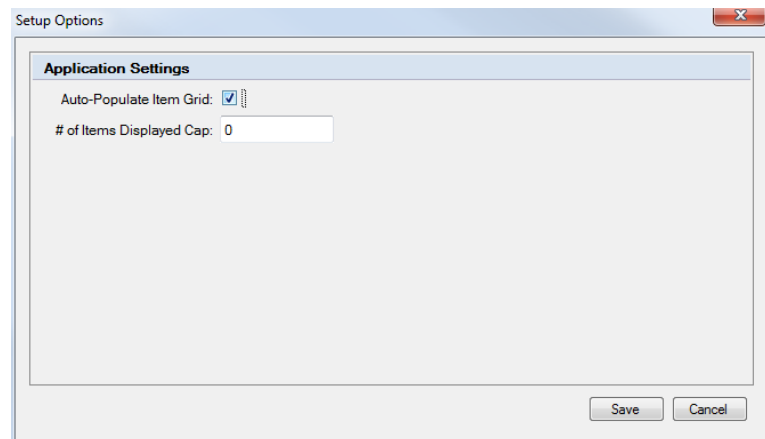 Setup Options
Application Settings
Auto-Populate Item Grid:
# of Items Displayed Cap: 0
Save Cancel